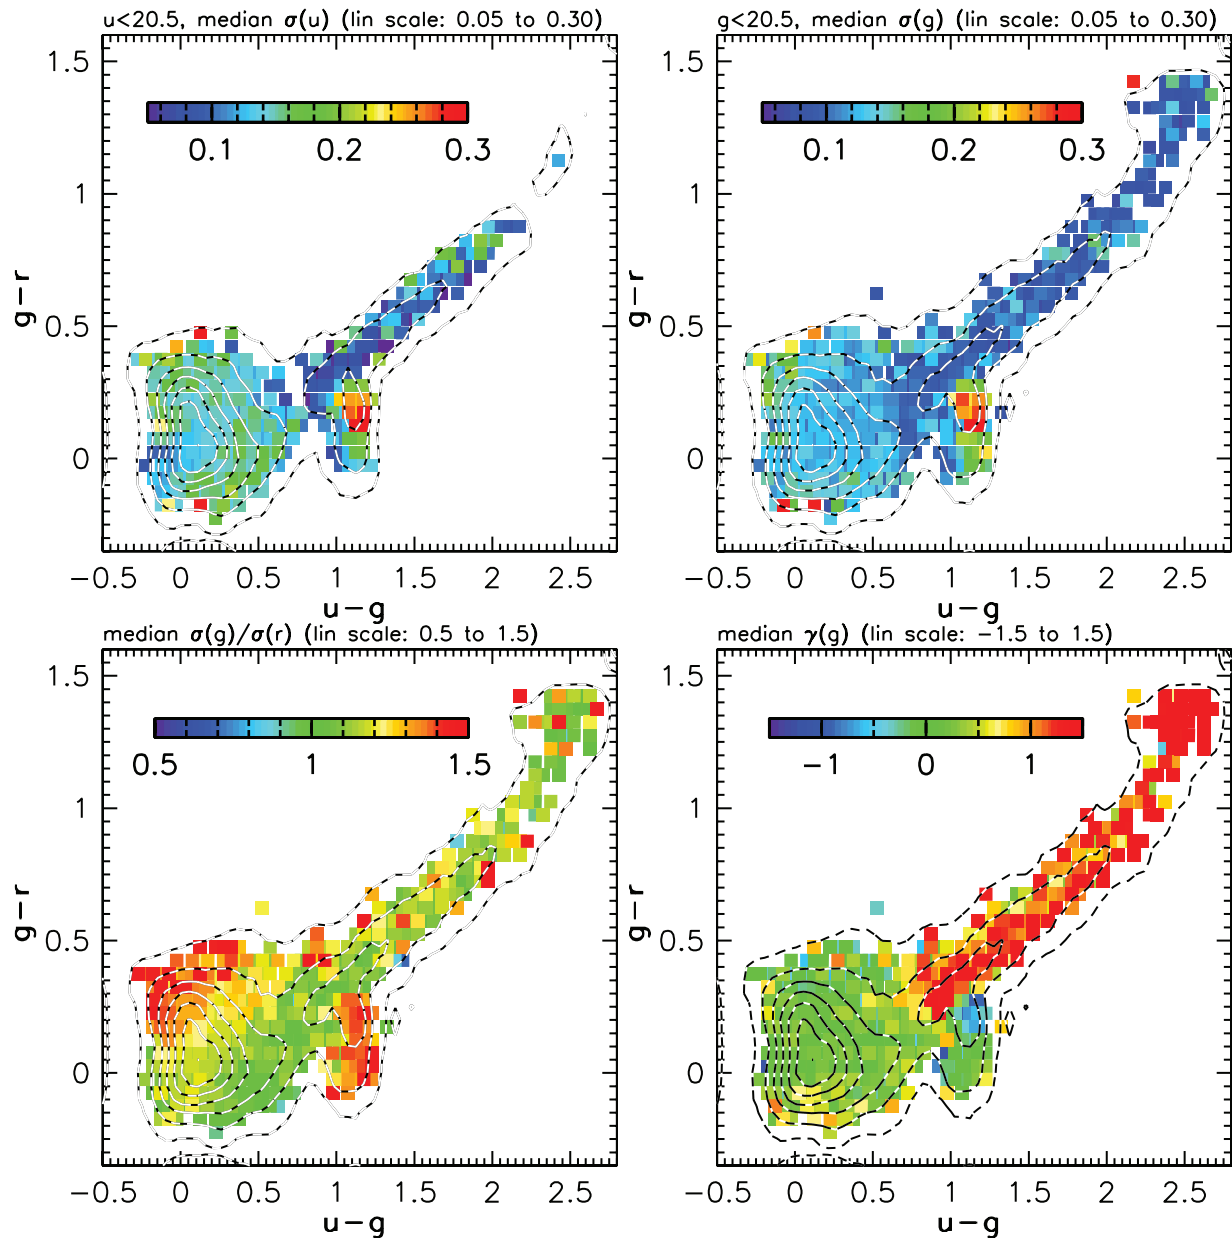 u<20.5, median σ(u) (lin scale: 0.05 to 0.30)
g<20.5, median σ(g) (lin scale: 0.05 to 0.30)
1.5
1
0.5
0
g−r
0.1 0.2 0.3
−0.5 0 0.5 1 1.5 2 2.5
u−g
1.5
1
0.5
0
g−r
0.1 0.2 0.3
−0.5 0 0.5 1 1.5 2 2.5
u−g
median σ(g)/σ(r) (lin scale: 0.5 to 1.5)
median γ(g) (lin scale: −1.5 to 1.5)
1.5
1
0.5
0
g−r
0.5 1 1.5
−0.5 0 0.5 1 1.5 2 2.5
u−g
1.5
1
0.5
0
g−r
−1 0 1
−0.5 0 0.5 1 1.5 2 2.5
u−g